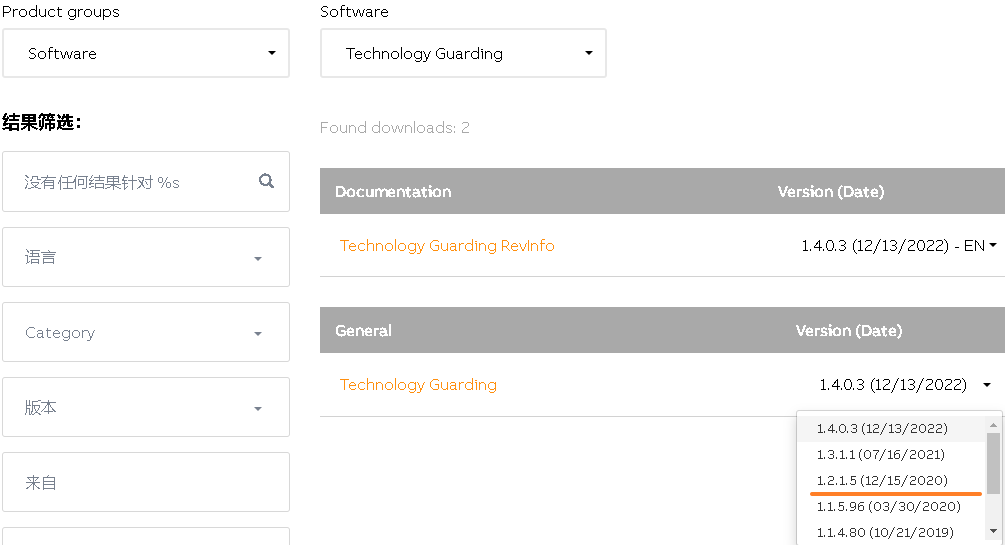 Product groups
Software
Software
Technology Guarding
结果筛选：
没有任何结果针对 %s
语言
Category
版本
来自
Found downloads: 2
Documentation Version (Date)
Technology Guarding RevInfo 1.4.0.3 (12/13/2022) - EN
General Version (Date)
Technology Guarding 1.4.0.3 (12/13/2022)
1.4.0.3 (12/13/2022)
1.3.1.1 (07/16/2021)
1.2.1.5 (12/15/2020)
1.1.5.96 (03/30/2020)
1.1.4.80 (10/21/2019)